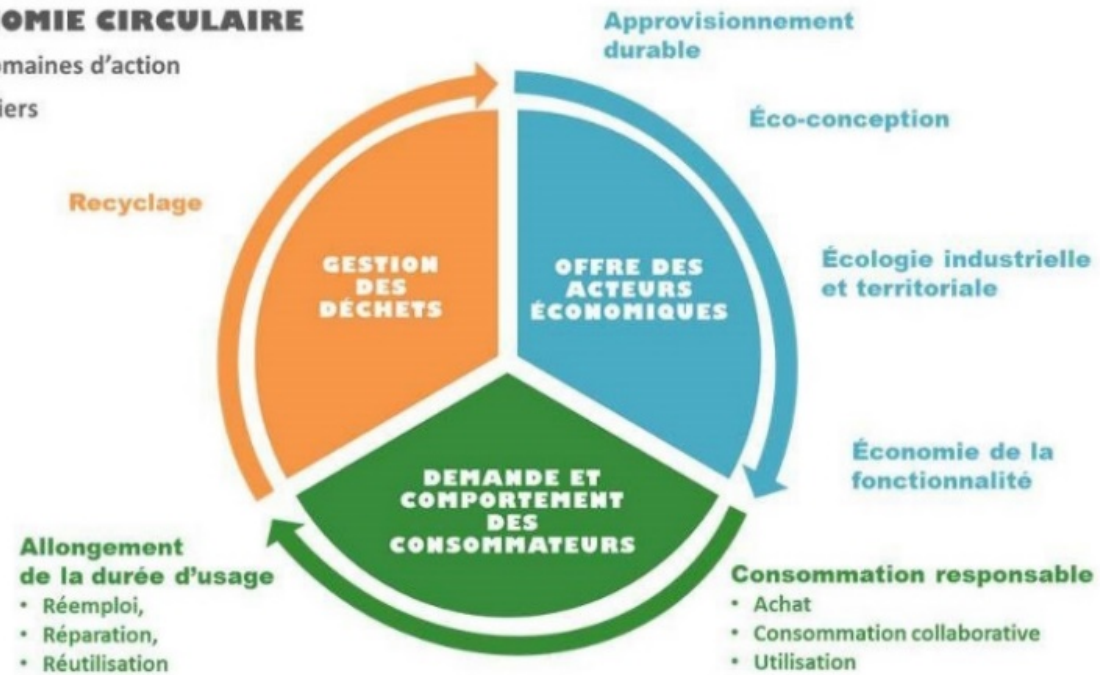 OMIE CIRCULAIRE
maines d'action
iers
Approvisionnement
durable
Éco-conception
Écologie industrielle
et territoriale
Économie de la
fonctionnalité
OFFRE DES
ACTEURS
ÉCONOMIQUES
Consommation responsable
• Achat
• Consommation collaborative
• Utilisation
DEMANDE ET
COMPORTEMENT
DES
CONSOMMATEURS
Allongement
de la durée d'usage
• Réemploi,
• Réparation,
• Réutilisation
Recyclage
GESTION
DES
DÉCHETS